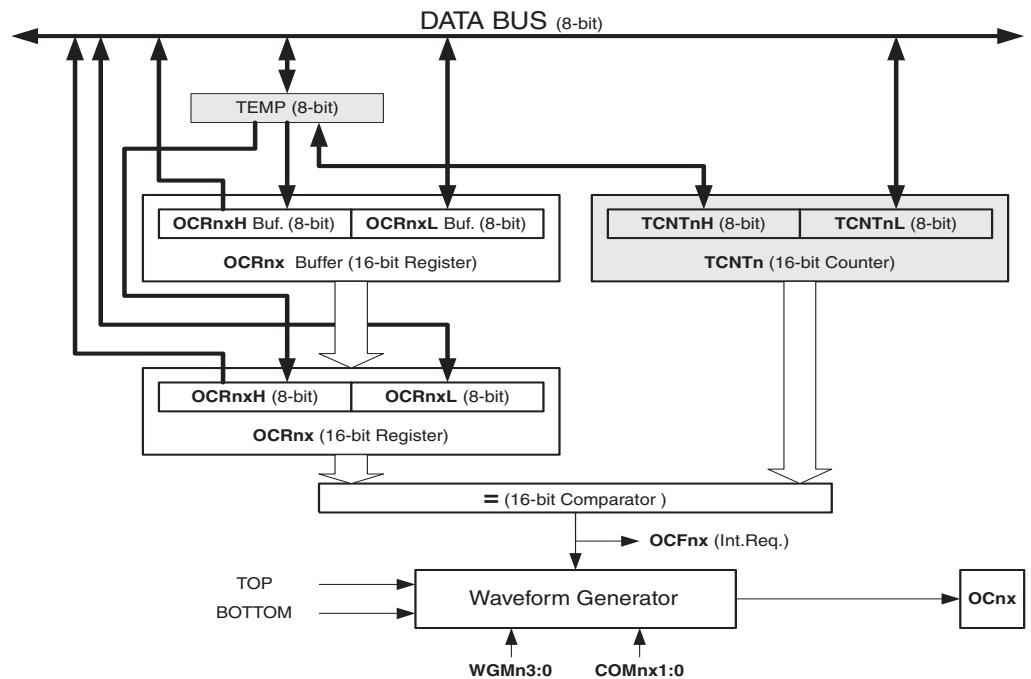 DATA BUS (8-bit)
TEMP (8-bit)
OCRnxH Buf. (8-bit) OCRnxL Buf. (8-bit)
OCRnx Buffer (16-bit Register)
TCNTnH (8-bit) TCNTnL (8-bit)
TCNTn (16-bit Counter)
OCRnxH (8-bit) OCRnxL (8-bit)
OCRnx (16-bit Register)
= (16-bit Comparator )
OCFnx (Int.Req.)
TOP
BOTTOM
Waveform Generator
OCnx
WGMn3:0 COMnx1:0